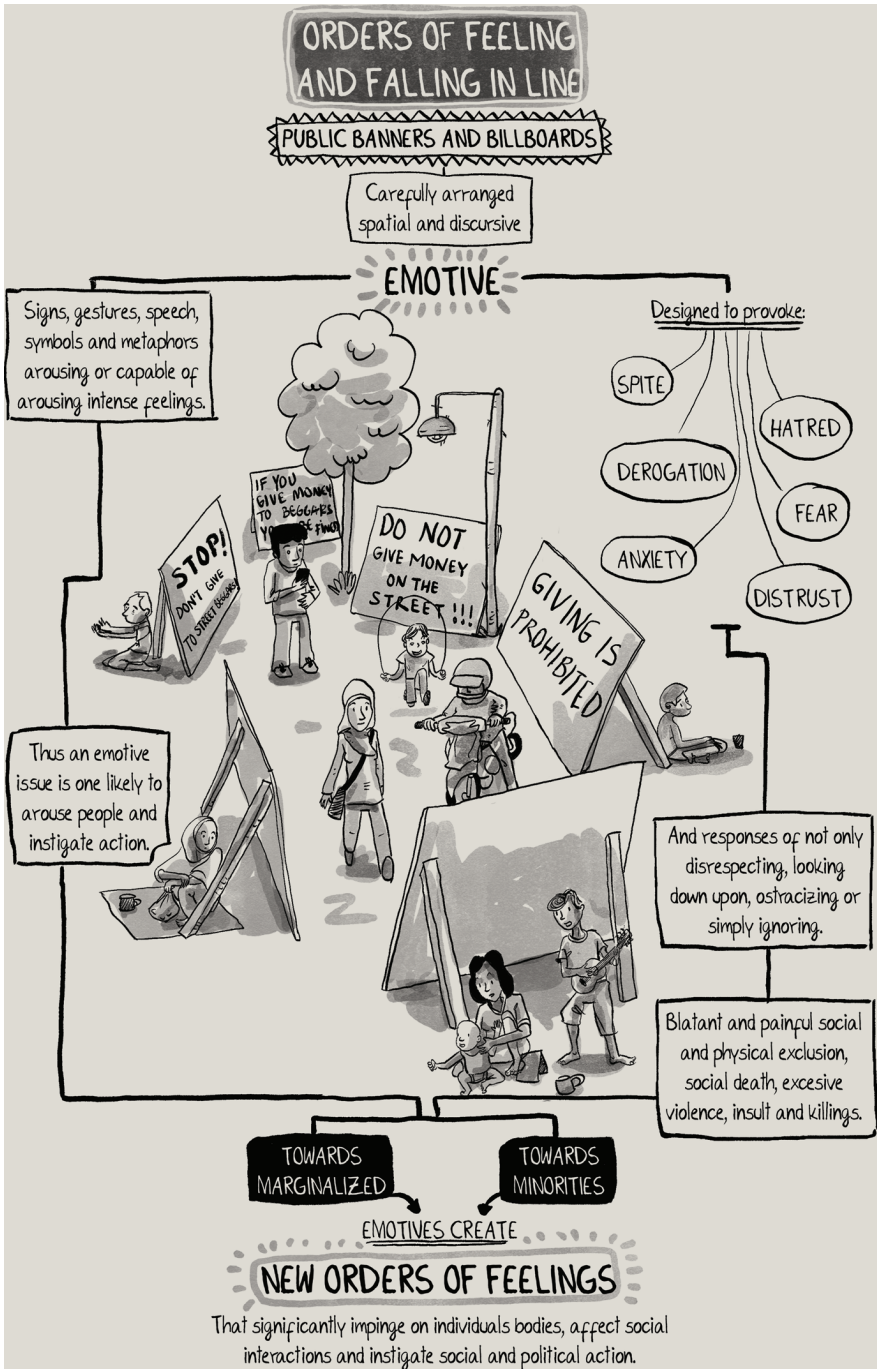 ORDERS OF FEELING
AND FALLING IN LINE
PUBLIC BANNERS AND BILLBOARDS
Carefully arranged
spatial and discursive
EMOTIVE
Signs, gestures, speech,
symbols and metaphors
arousing or capable of
arousing intense feelings.
Designed to provoke:
SPITE
HATRED
DEROGATION
FEAR
ANXIETY
DISTRUST
IF YOU
GIVE MONEY
TO BEGGARS
BE FINED
STOP!
DON'T GIVE
TO STREET BEGGARS
DO NOT
GIVE MONEY
ON THE
STREET!!!
GIVING IS
PROHIBITED
Thus an emotive
issue is one likely to
arouse people and
instigate action.
And responses of not only
disrespecting, looking
down upon, ostracizing or
simply ignoring.
Blatant and painful social
and physical exclusion,
social death, excesive
violence, insult and killings.
TOWARDS
MARGINALIZED
TOWARDS
MINORITIES
EMOTIVES CREATE
NEW ORDERS OF FEELINGS
That significantly impinge on individuals bodies, affect social
interactions and instigate social and political action.